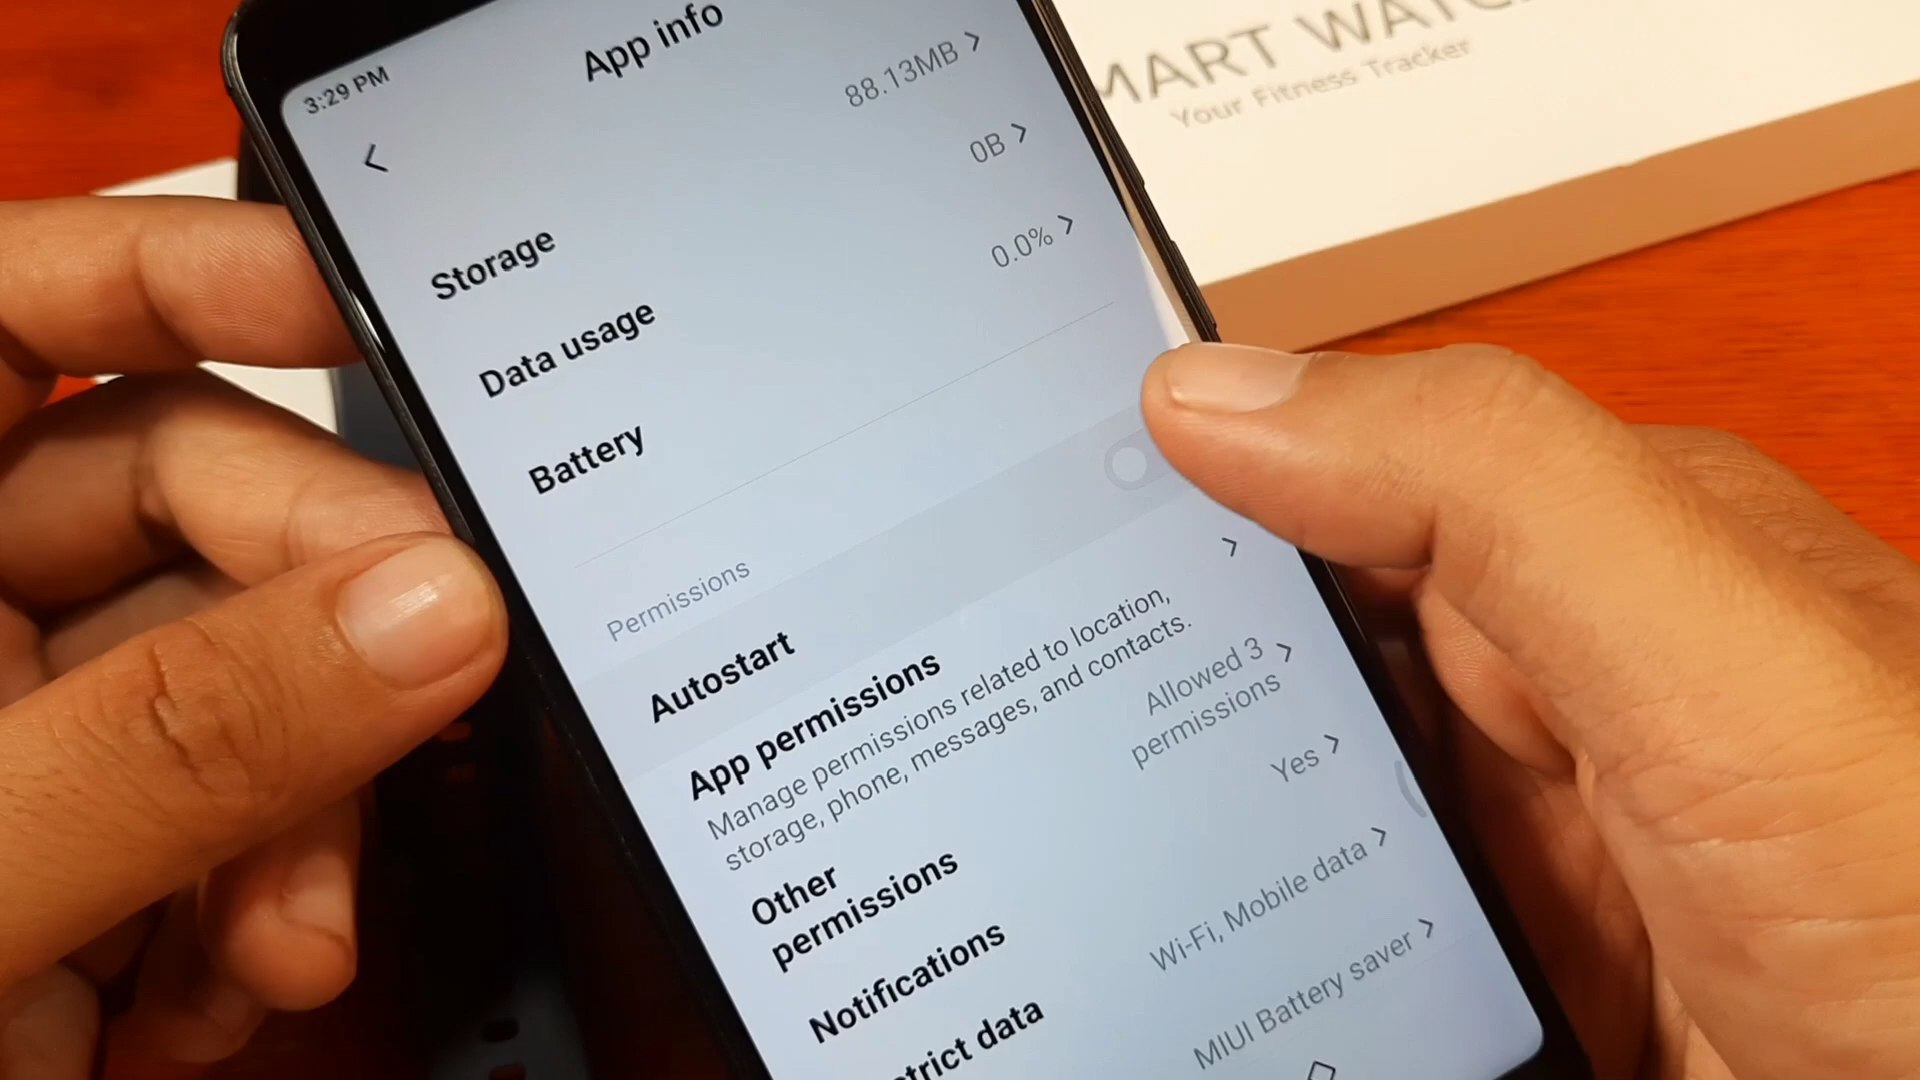 3:29 PM
App info
Storage
88.13MB
Data usage
0B
Battery
0.0%
Permissions
Autostart
App permissions
Manage permissions related to location,
storage, phone, messages, and contacts.
Other
permissions
Allowed 3
permissions
Notifications
Yes
strict data
Wi-Fi, Mobile data
MIUI Battery saver
MART WATC
Your Fitness Tracker